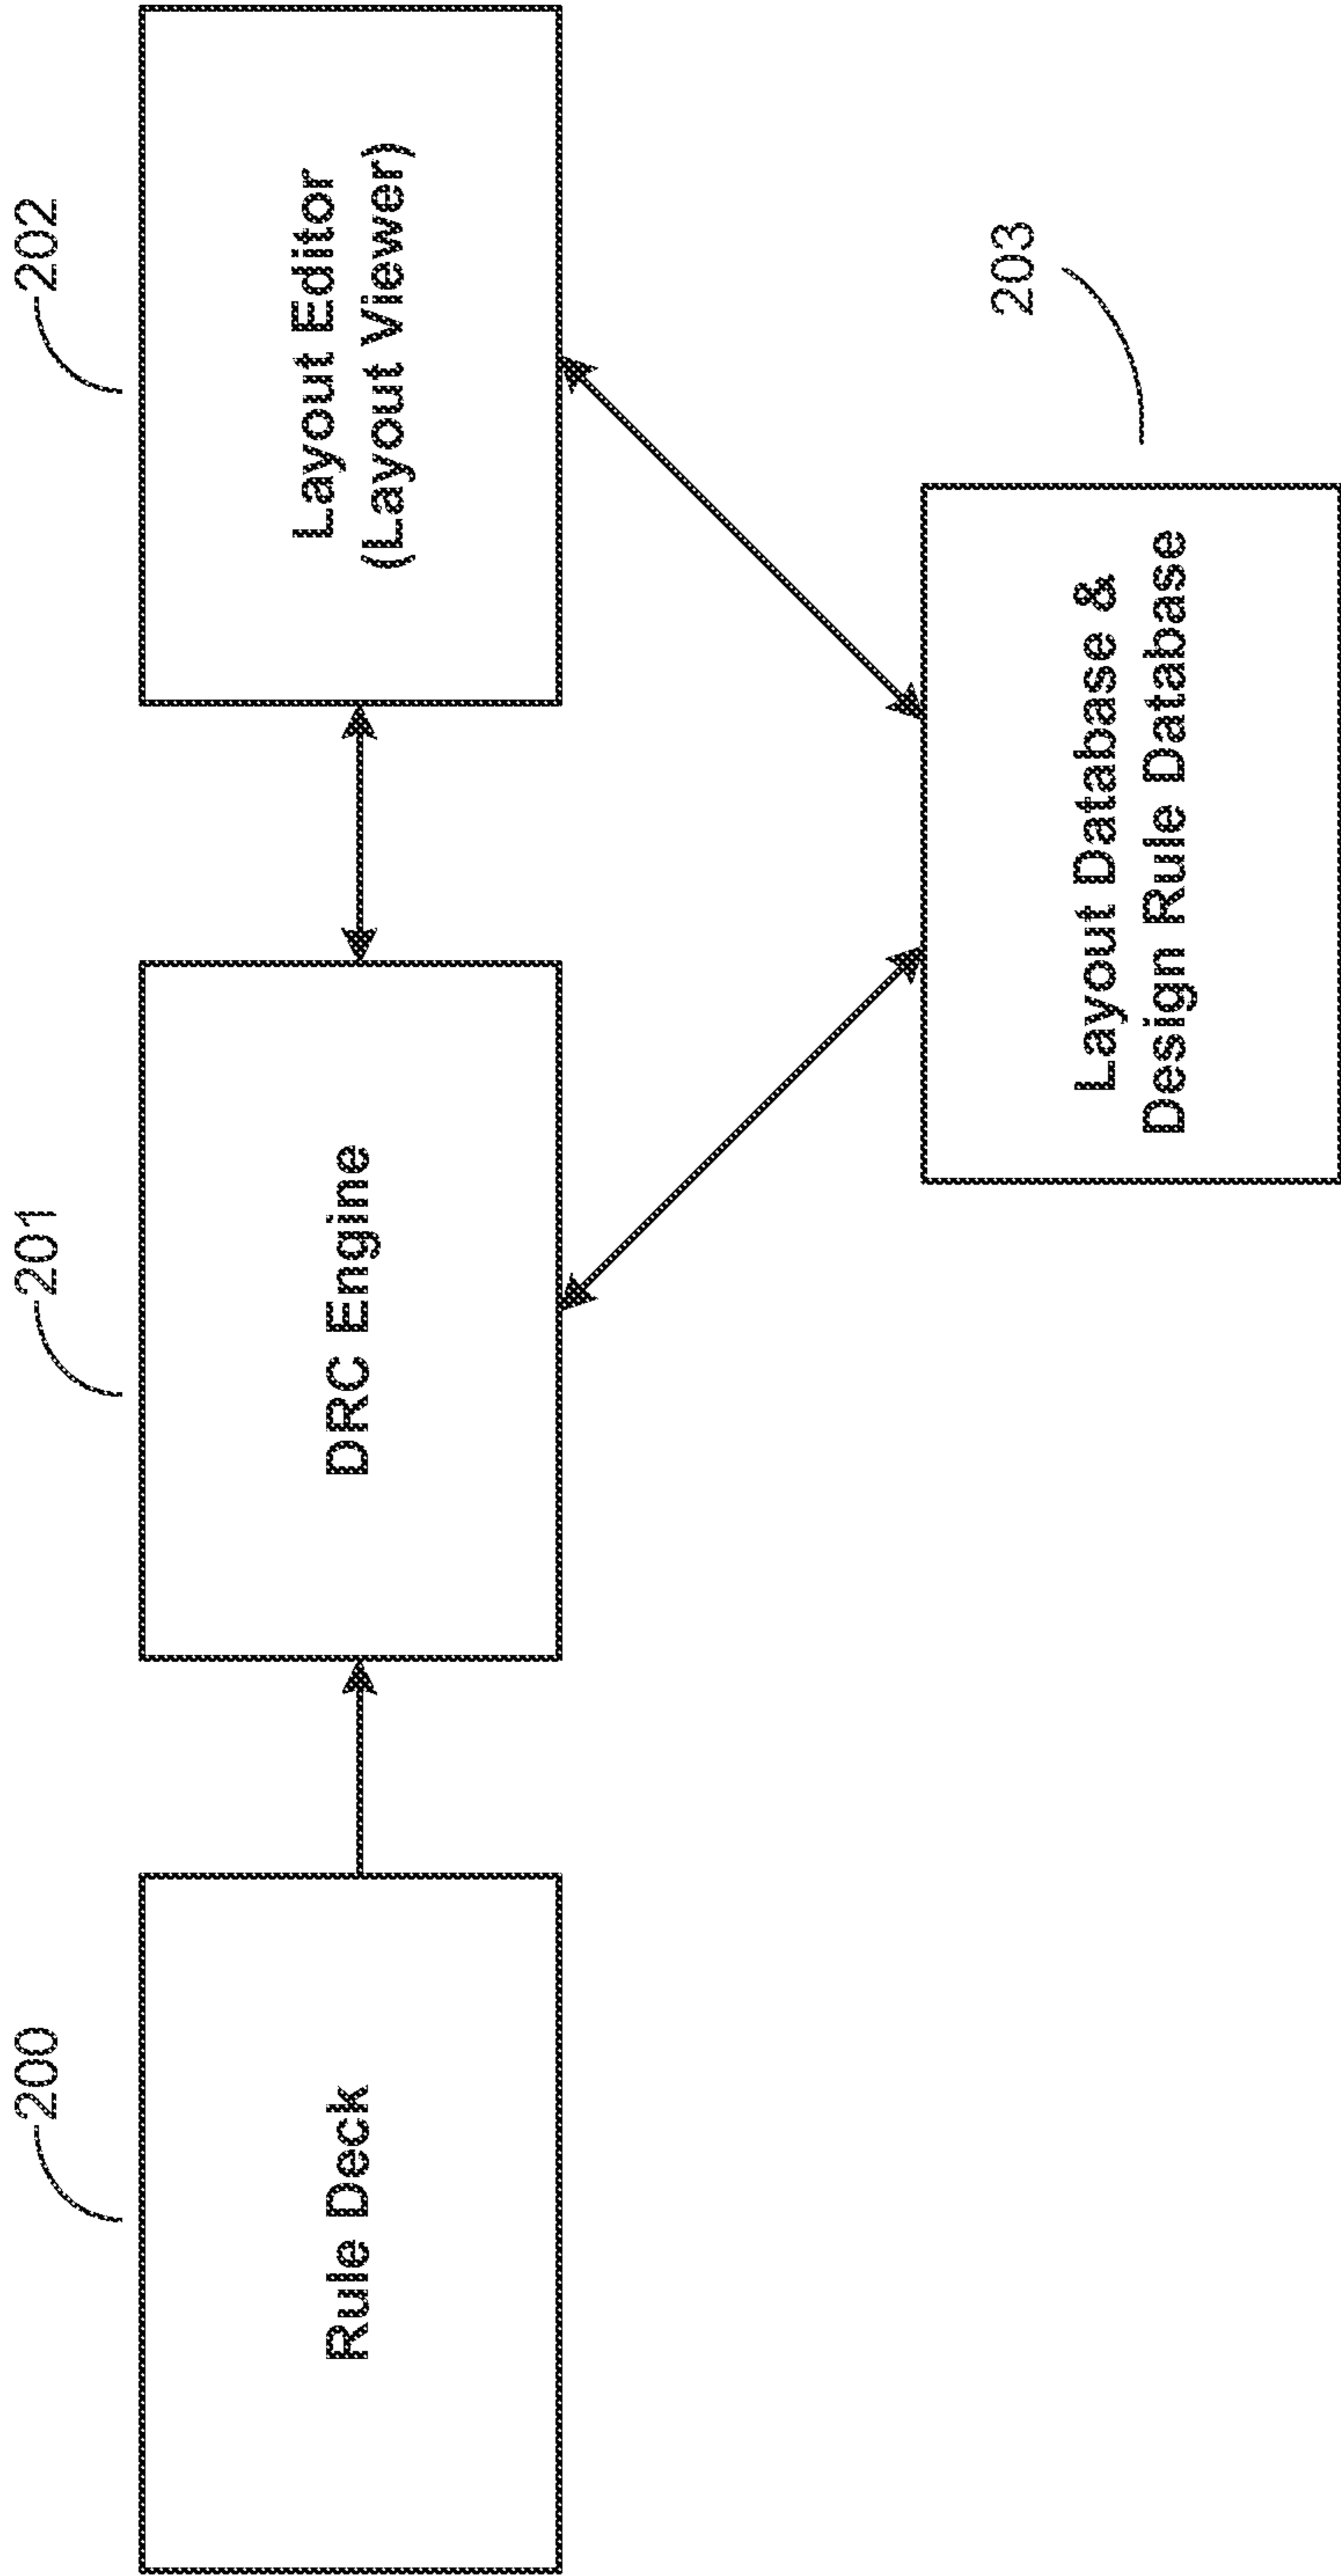 200
Rule Deck
201
DRC Engine
202
Layout Editor
(Layout Viewer)
203
Layout Database &
Design Rule Database